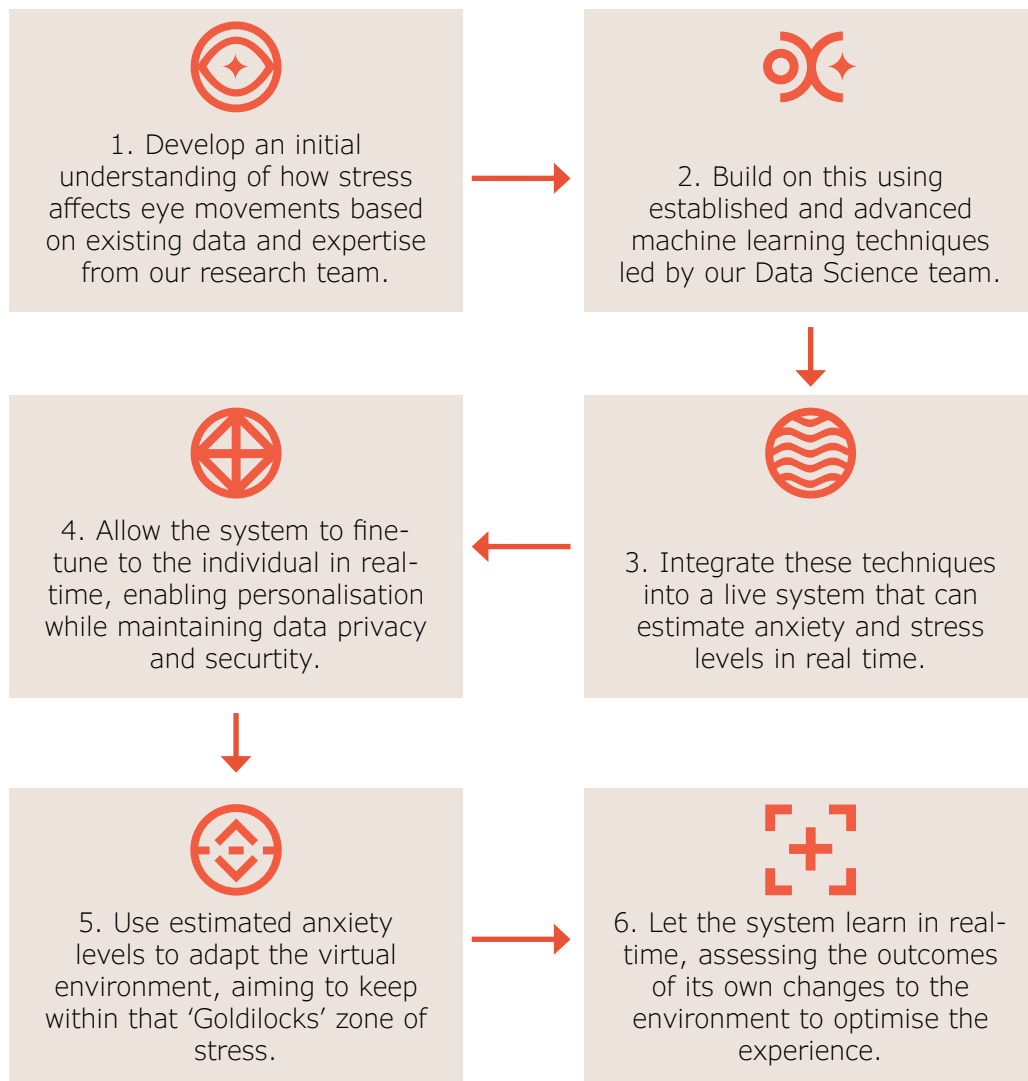 1. Develop an initial
understanding of how stress
affects eye movements based
on existing data and expertise
from our research team.
2. Build on this using
established and advanced
machine learning techniques
led by our Data Science team.
3. Integrate these techniques
into a live system that can
estimate anxiety and stress
levels in real time.
4. Allow the system to fine-
tune to the individual in real-
time, enabling personalisation
while maintaining data privacy
and securtity.
5. Use estimated anxiety
levels to adapt the virtual
environment, aiming to keep
within that ‘Goldilocks’ zone of
stress.
6. Let the system learn in real-
time, assessing the outcomes
of its own changes to the
environment to optimise the
experience.